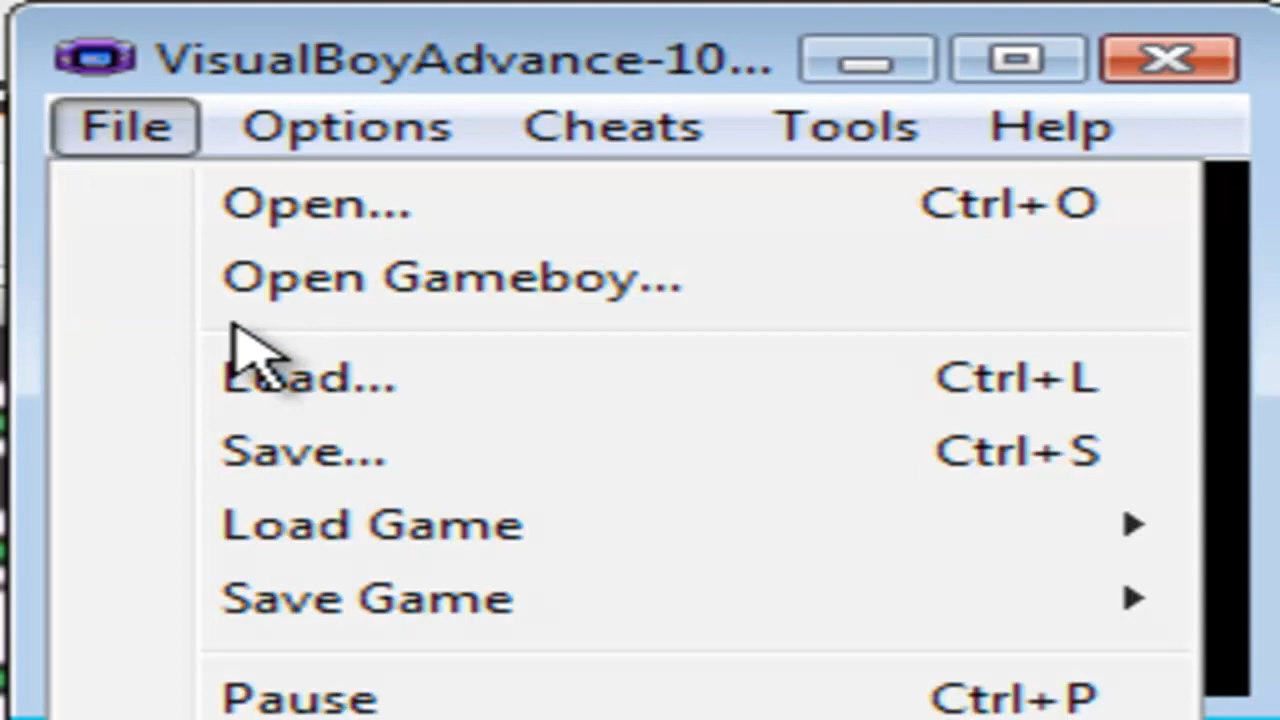 VisualBoyAdvance-10...
File Options Cheats Tools Help
Open... Ctrl+O
Open Gameboy...
Load... Ctrl+L
Save... Ctrl+S
Load Game
Save Game
Pause Ctrl+P